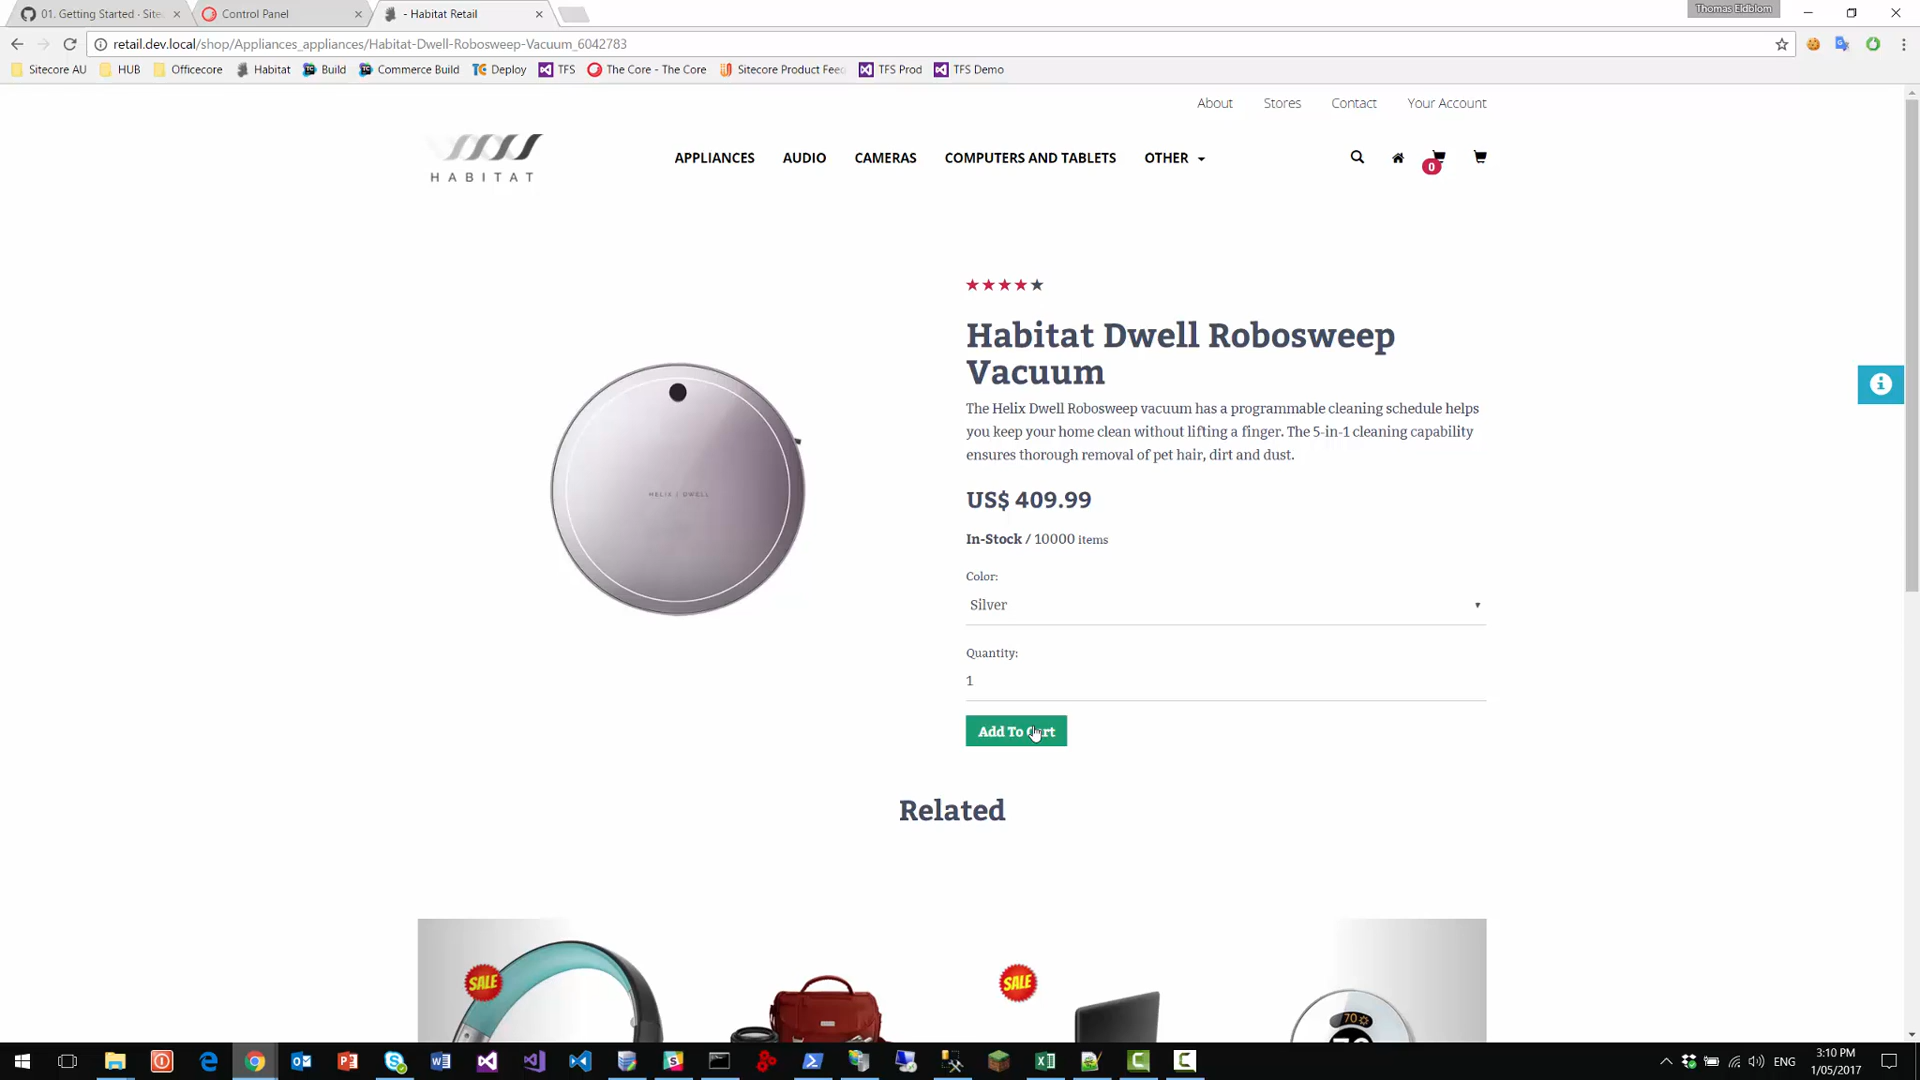 01. Getting Started · Site
Control Panel
- Habitat Retail
Thomas Eldblom
retail.dev.local/shop/Appliances_appliances/Habitat-Dwell-Robosweep-Vacuum_6042783
Sitecore AU
HUB
Officecore
Habitat
Build
Commerce Build
Deploy
TFS
The Core - The Core
Sitecore Product Feed
TFS Prod
TFS Demo
About
Stores
Contact
Your Account
HABITAT
APPLIANCES
AUDIO
CAMERAS
COMPUTERS AND TABLETS
OTHER
0
Habitat Dwell Robosweep
Vacuum
The Helix Dwell Robosweep vacuum has a programmable cleaning schedule helps
you keep your home clean without lifting a finger. The 5-in-1 cleaning capability
ensures thorough removal of pet hair, dirt and dust.
HELIX | DWELL
US$ 409.99
In-Stock / 10000 items
Color:
Silver
Quantity:
1
Add To Cart
Related
SALE
SALE
70
ENG
3:10 PM
1/05/2017